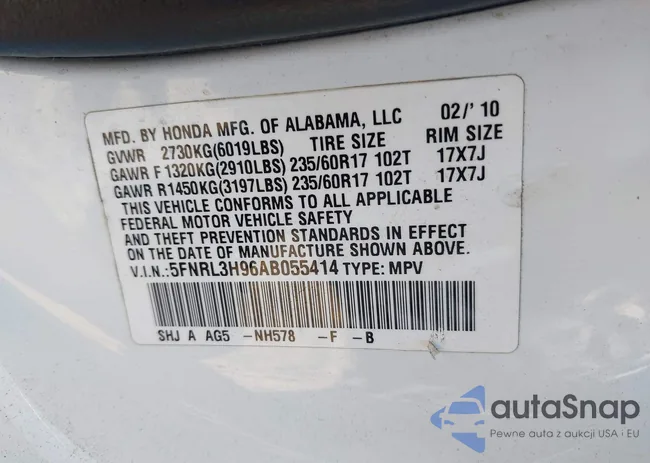 MFD. BY HONDA MFG. OF ALABAMA, LLC 02/' 10
GVWR 2730KG(6019LBS) TIRE SIZE RIM SIZE
GAWR F 1320KG(2910LBS) 235/60R17 102T 17X7J
GAWR R1450KG(3197LBS) 235/60R17 102T 17X7J
THIS VEHICLE CONFORMS TO ALL APPLICABLE
FEDERAL MOTOR VEHICLE SAFETY
AND THEFT PREVENTION STANDARDS IN EFFECT
ON THE DATE OF MANUFACTURE SHOWN ABOVE.
V.I.N.:5FNRL3H96AB055414 TYPE: MPV
SHJ A AG5 -NH578 -F -B
autoSnap
Pewne auta z aukcji USA i EU